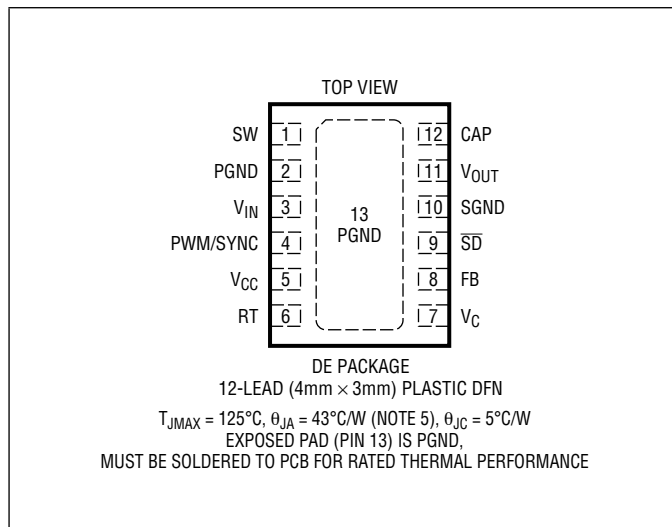 TOP VIEW
SW 1 12 CAP
PGND 2 11 VOUT
VIN 3 10 SGND
13
PGND
PWM/SYNC 4 9 S̅D̅
VCC 5 8 FB
RT 6 7 VC
DE PACKAGE
12-LEAD (4mm × 3mm) PLASTIC DFN
TJMAX = 125°C, θJA = 43°C/W (NOTE 5), θJC = 5°C/W
EXPOSED PAD (PIN 13) IS PGND,
MUST BE SOLDERED TO PCB FOR RATED THERMAL PERFORMANCE